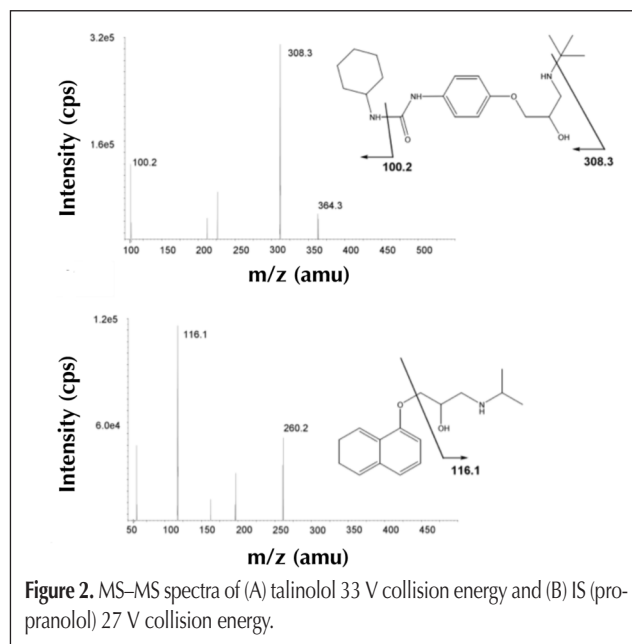 3.2e5
308.3
Intensity (cps)
1.6e5
100.2
364.3
100 150 200 250 300 350 400 450 500
m/z (amu)
NH
NH
O
O
OH
HN
100.2
308.3
1.2e5
116.1
Intensity (cps)
6.0e4
260.2
50 100 150 200 250 300 350 400 450
m/z (amu)
O
OH
NH
116.1
Figure 2. MS–MS spectra of (A) talinolol 33 V collision energy and (B) IS (pro-
pranolol) 27 V collision energy.